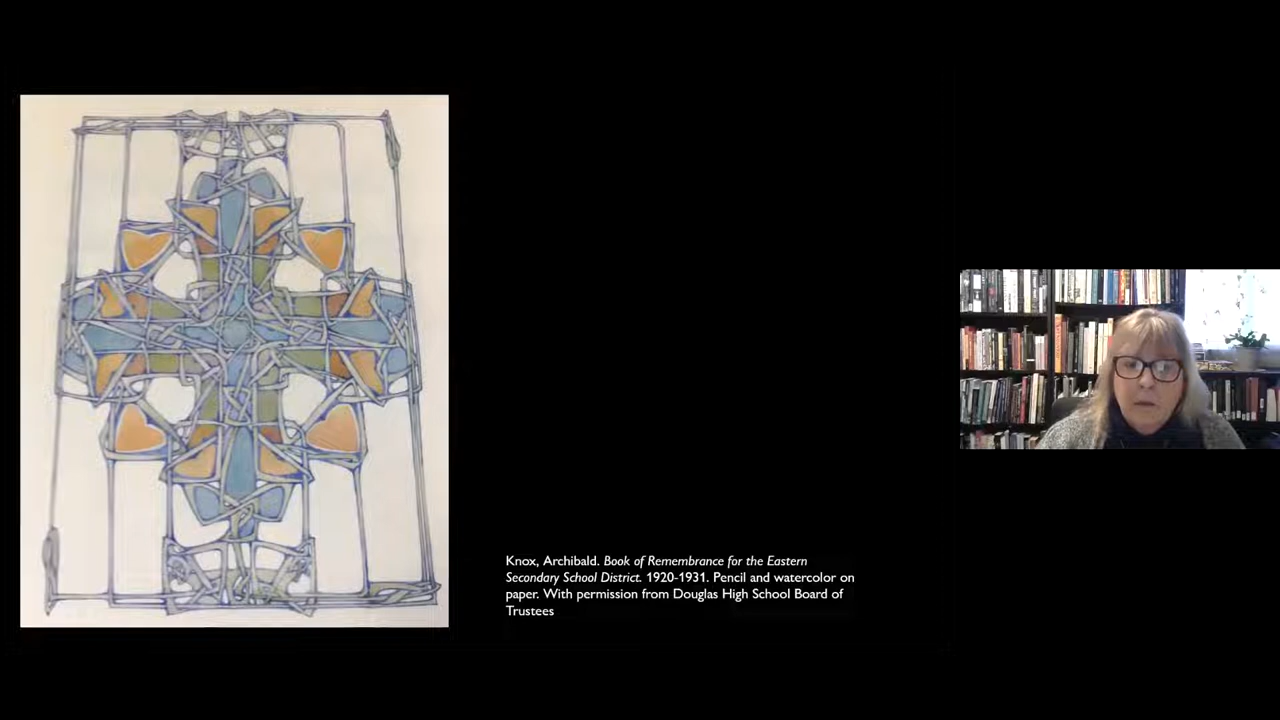 Knox, Archibald. Book of Remembrance for the Eastern
Secondary School District. 1920-1931. Pencil and watercolor on
paper. With permission from Douglas High School Board of
Trustees